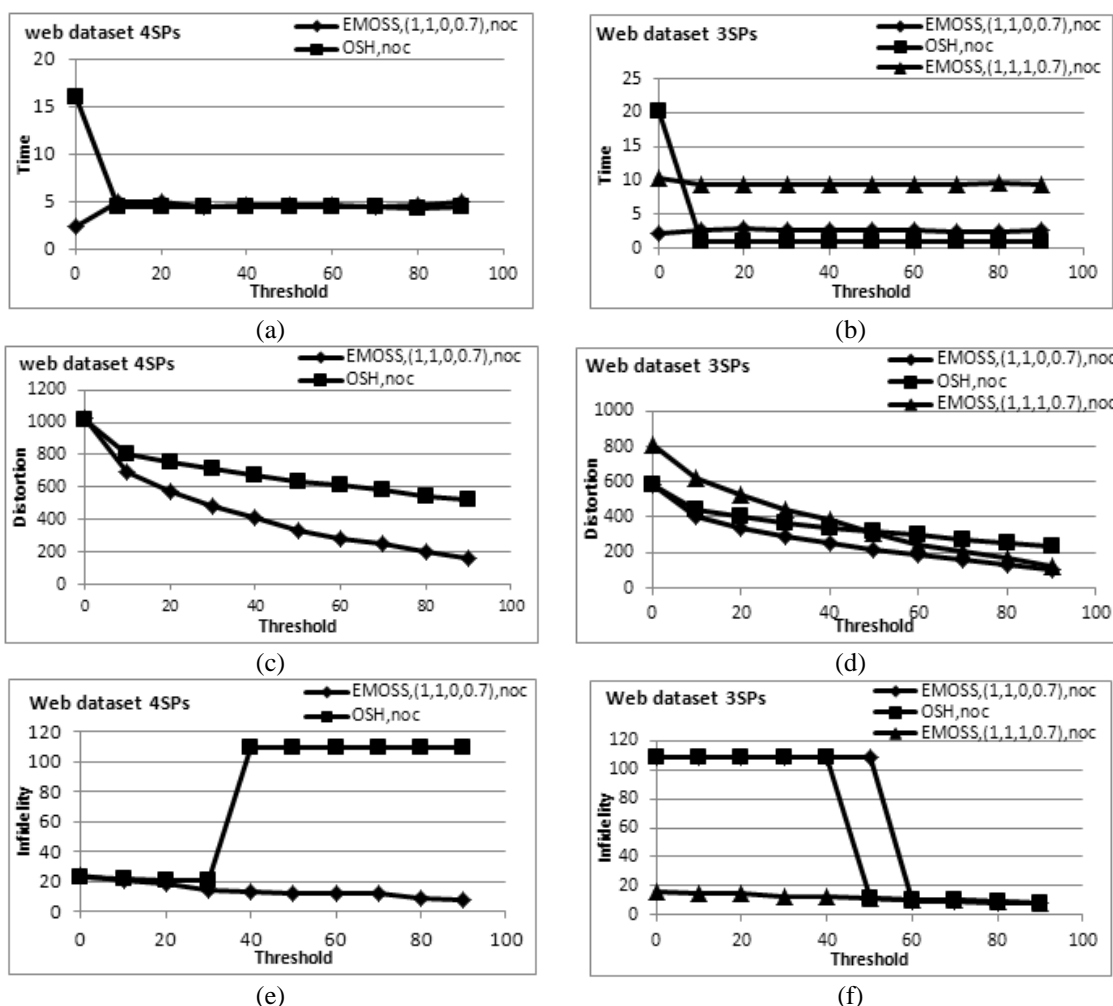 web dataset 4SPs
EMOSS,(1,1,0,0.7),noc
OSH,noc
20
15
10
5
0
Time
0 20 40 60 80 100
Threshold
(a)
Web dataset 3SPs
EMOSS,(1,1,0,0.7),noc
OSH,noc
EMOSS,(1,1,1,0.7),noc
25
20
15
10
5
0
Time
0 20 40 60 80 100
Threshold
(b)
web dataset 4SPs
EMOSS,(1,1,0,0.7),noc
OSH,noc
1200
1000
800
600
400
200
0
Distortion
0 20 40 60 80 100
Threshold
(c)
Web dataset 3SPs
EMOSS,(1,1,0,0.7),noc
OSH,noc
EMOSS,(1,1,1,0.7),noc
1000
800
600
400
200
0
Distortion
0 20 40 60 80 100
Threshold
(d)
Web dataset 4SPs
EMOSS,(1,1,0,0.7),noc
OSH,noc
120
100
80
60
40
20
0
Infidelity
0 20 40 60 80 100
Threshold
(e)
Web dataset 3SPs
EMOSS,(1,1,0,0.7),noc
OSH,noc
EMOSS,(1,1,1,0.7),noc
120
100
80
60
40
20
0
Infidelity
0 20 40 60 80 100
Threshold
(f)